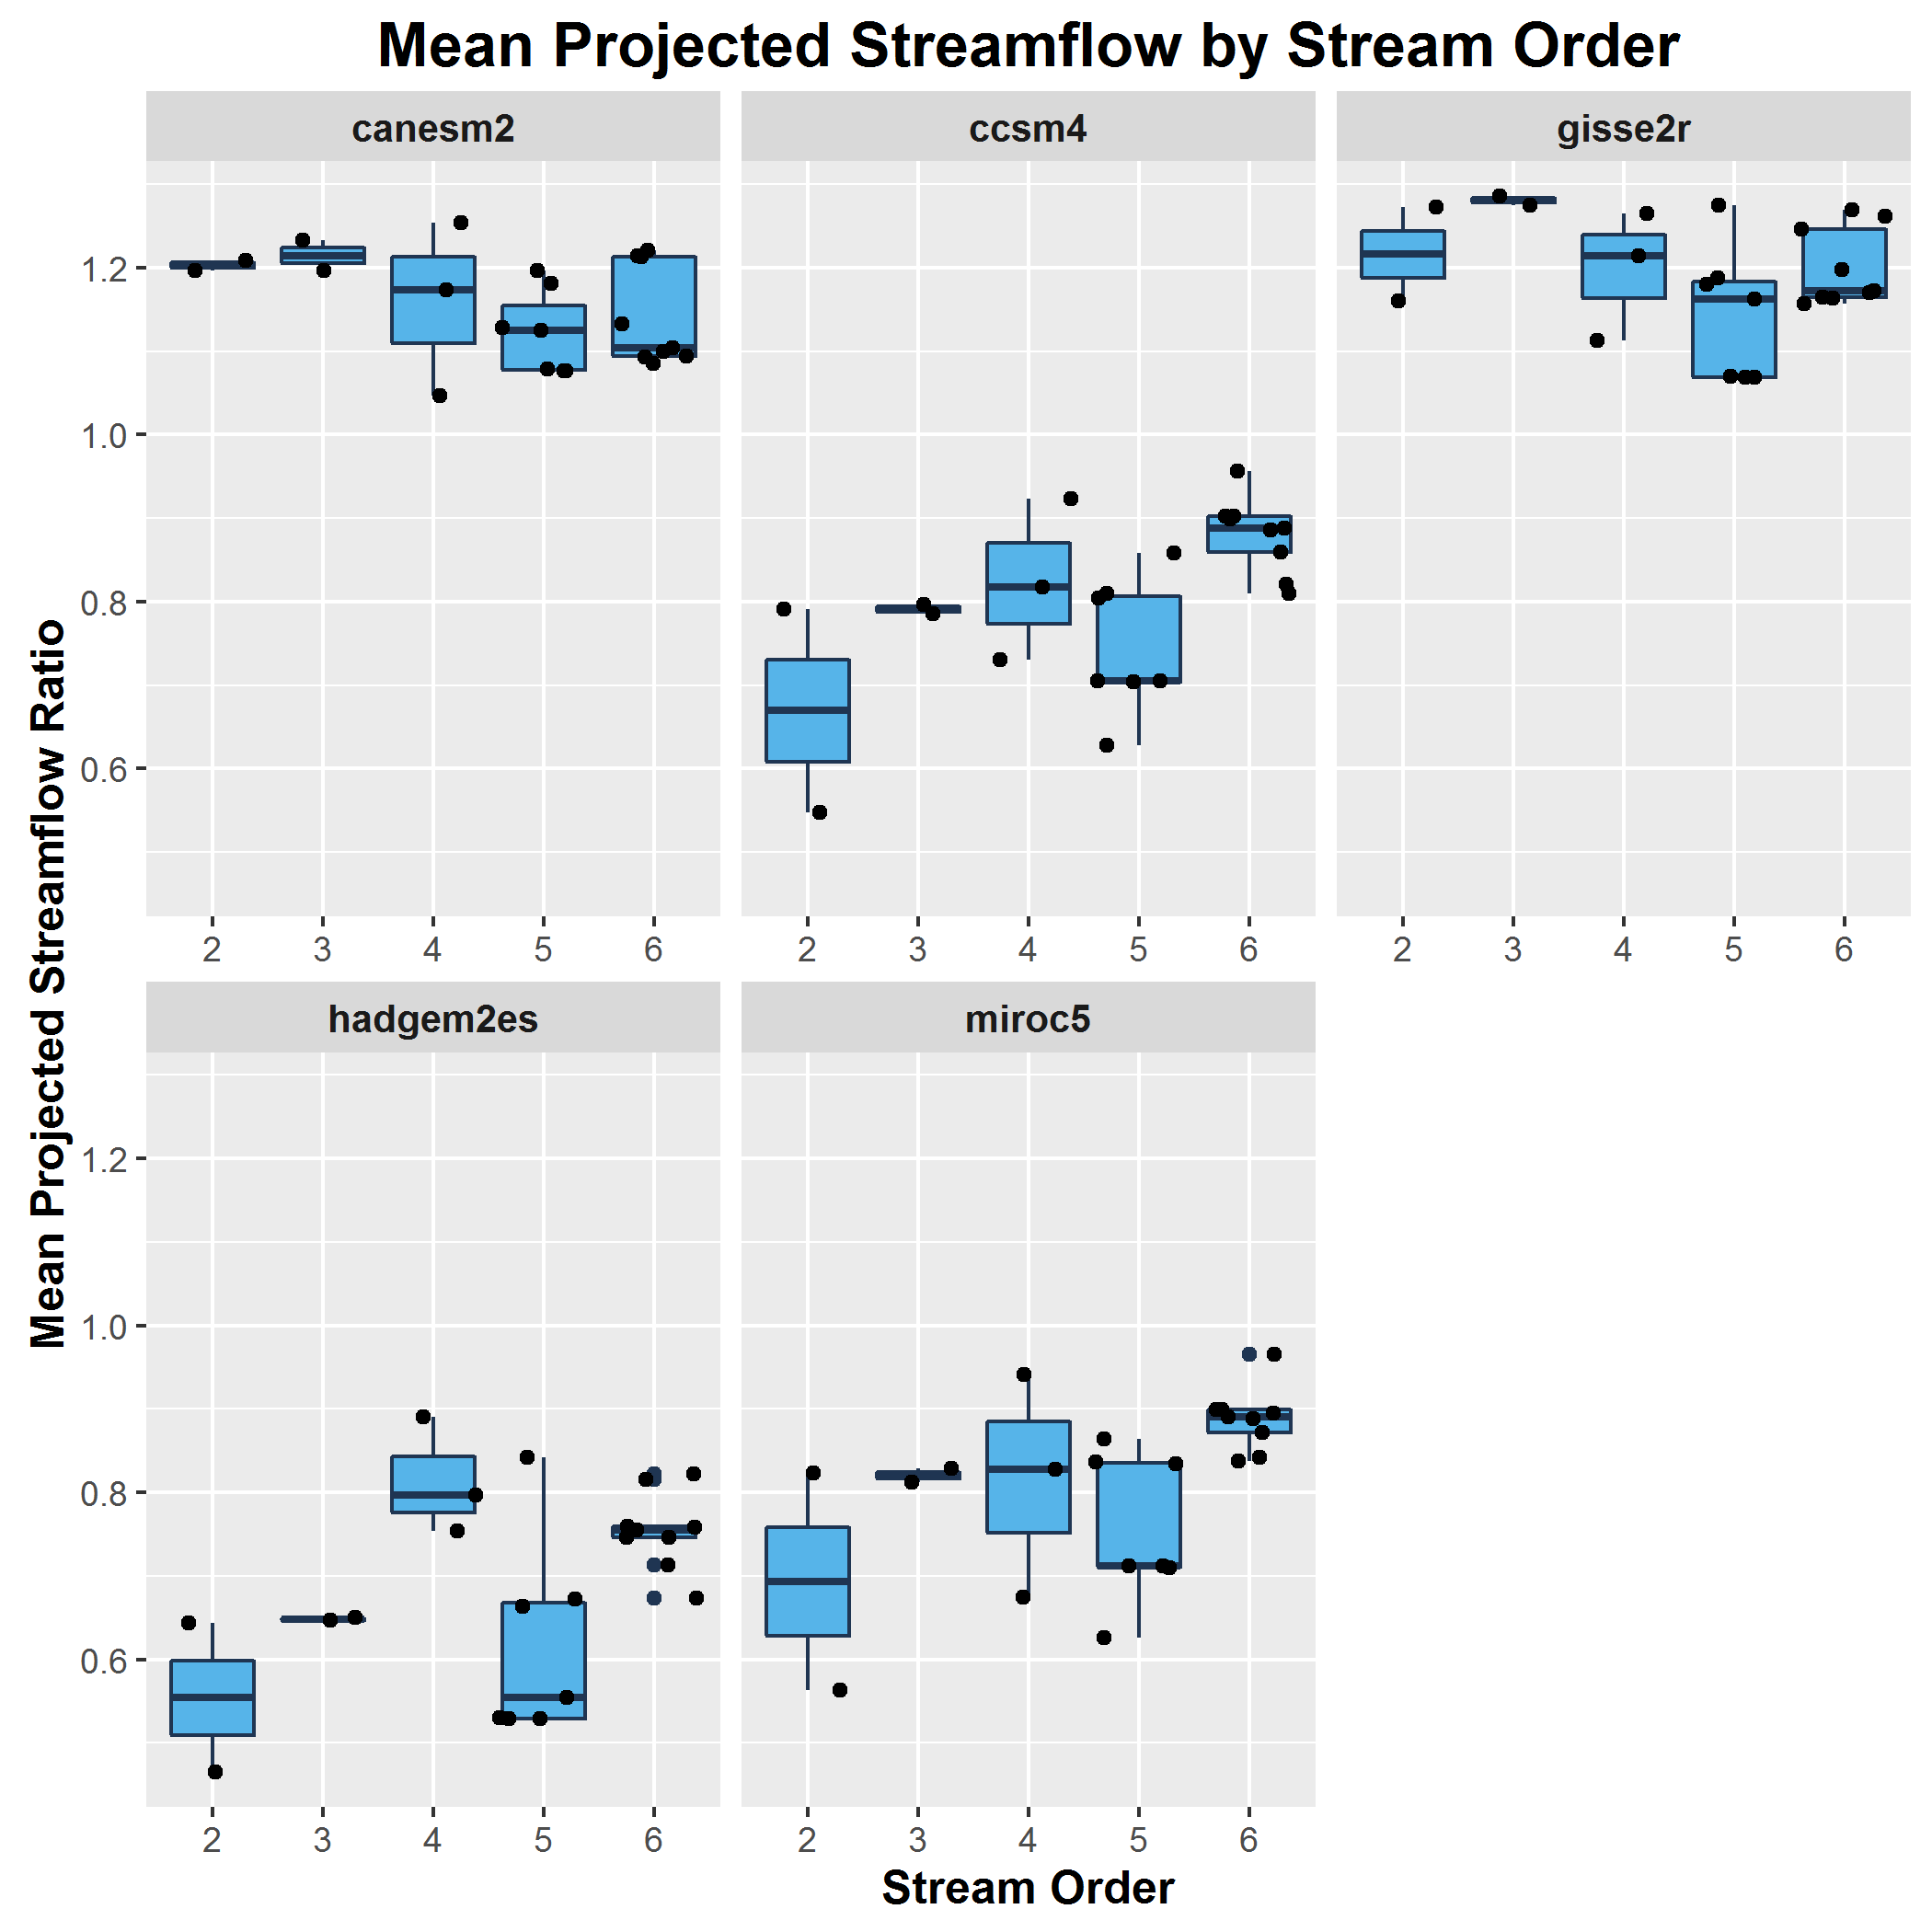 Mean Projected Streamflow by Stream Order
canesm2
ccsm4
gisse2r
1.2
1.0
0.8
0.6
2 3 4 5 6
2 3 4 5 6
2 3 4 5 6
Mean Projected Streamflow Ratio
hadgem2es
miroc5
1.2
1.0
0.8
0.6
2 3 4 5 6
2 3 4 5 6
Stream Order